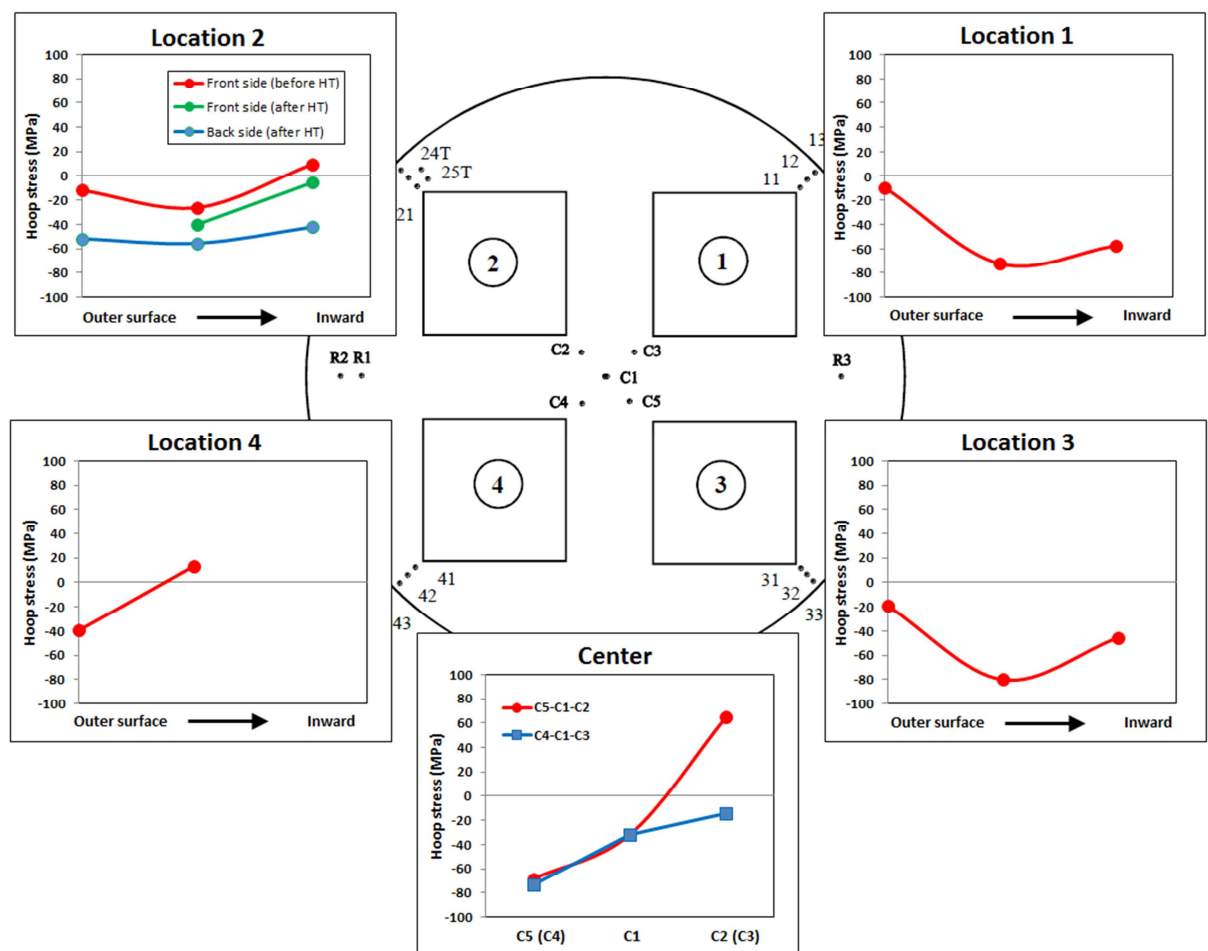 Location 2
Hoop stress (MPa)
100
80
60
40
20
0
-20
-40
-60
-80
-100
Front side (before HT)
Front side (after HT)
Back side (after HT)
Outer surface
Inward
Location 1
Hoop stress (MPa)
100
80
60
40
20
0
-20
-40
-60
-80
-100
Outer surface
Inward
24T
25T
21
13
12
11
2
1
R2 R1
C2
C3
C1
R3
C4
C5
4
3
41
42
43
31
32
33
Location 4
Hoop stress (MPa)
100
80
60
40
20
0
-20
-40
-60
-80
-100
Outer surface
Inward
Location 3
Hoop stress (MPa)
100
80
60
40
20
0
-20
-40
-60
-80
-100
Outer surface
Inward
Center
Hoop stress (MPa)
100
80
60
40
20
0
-20
-40
-60
-80
-100
C5-C1-C2
C4-C1-C3
C5 (C4)
C1
C2 (C3)